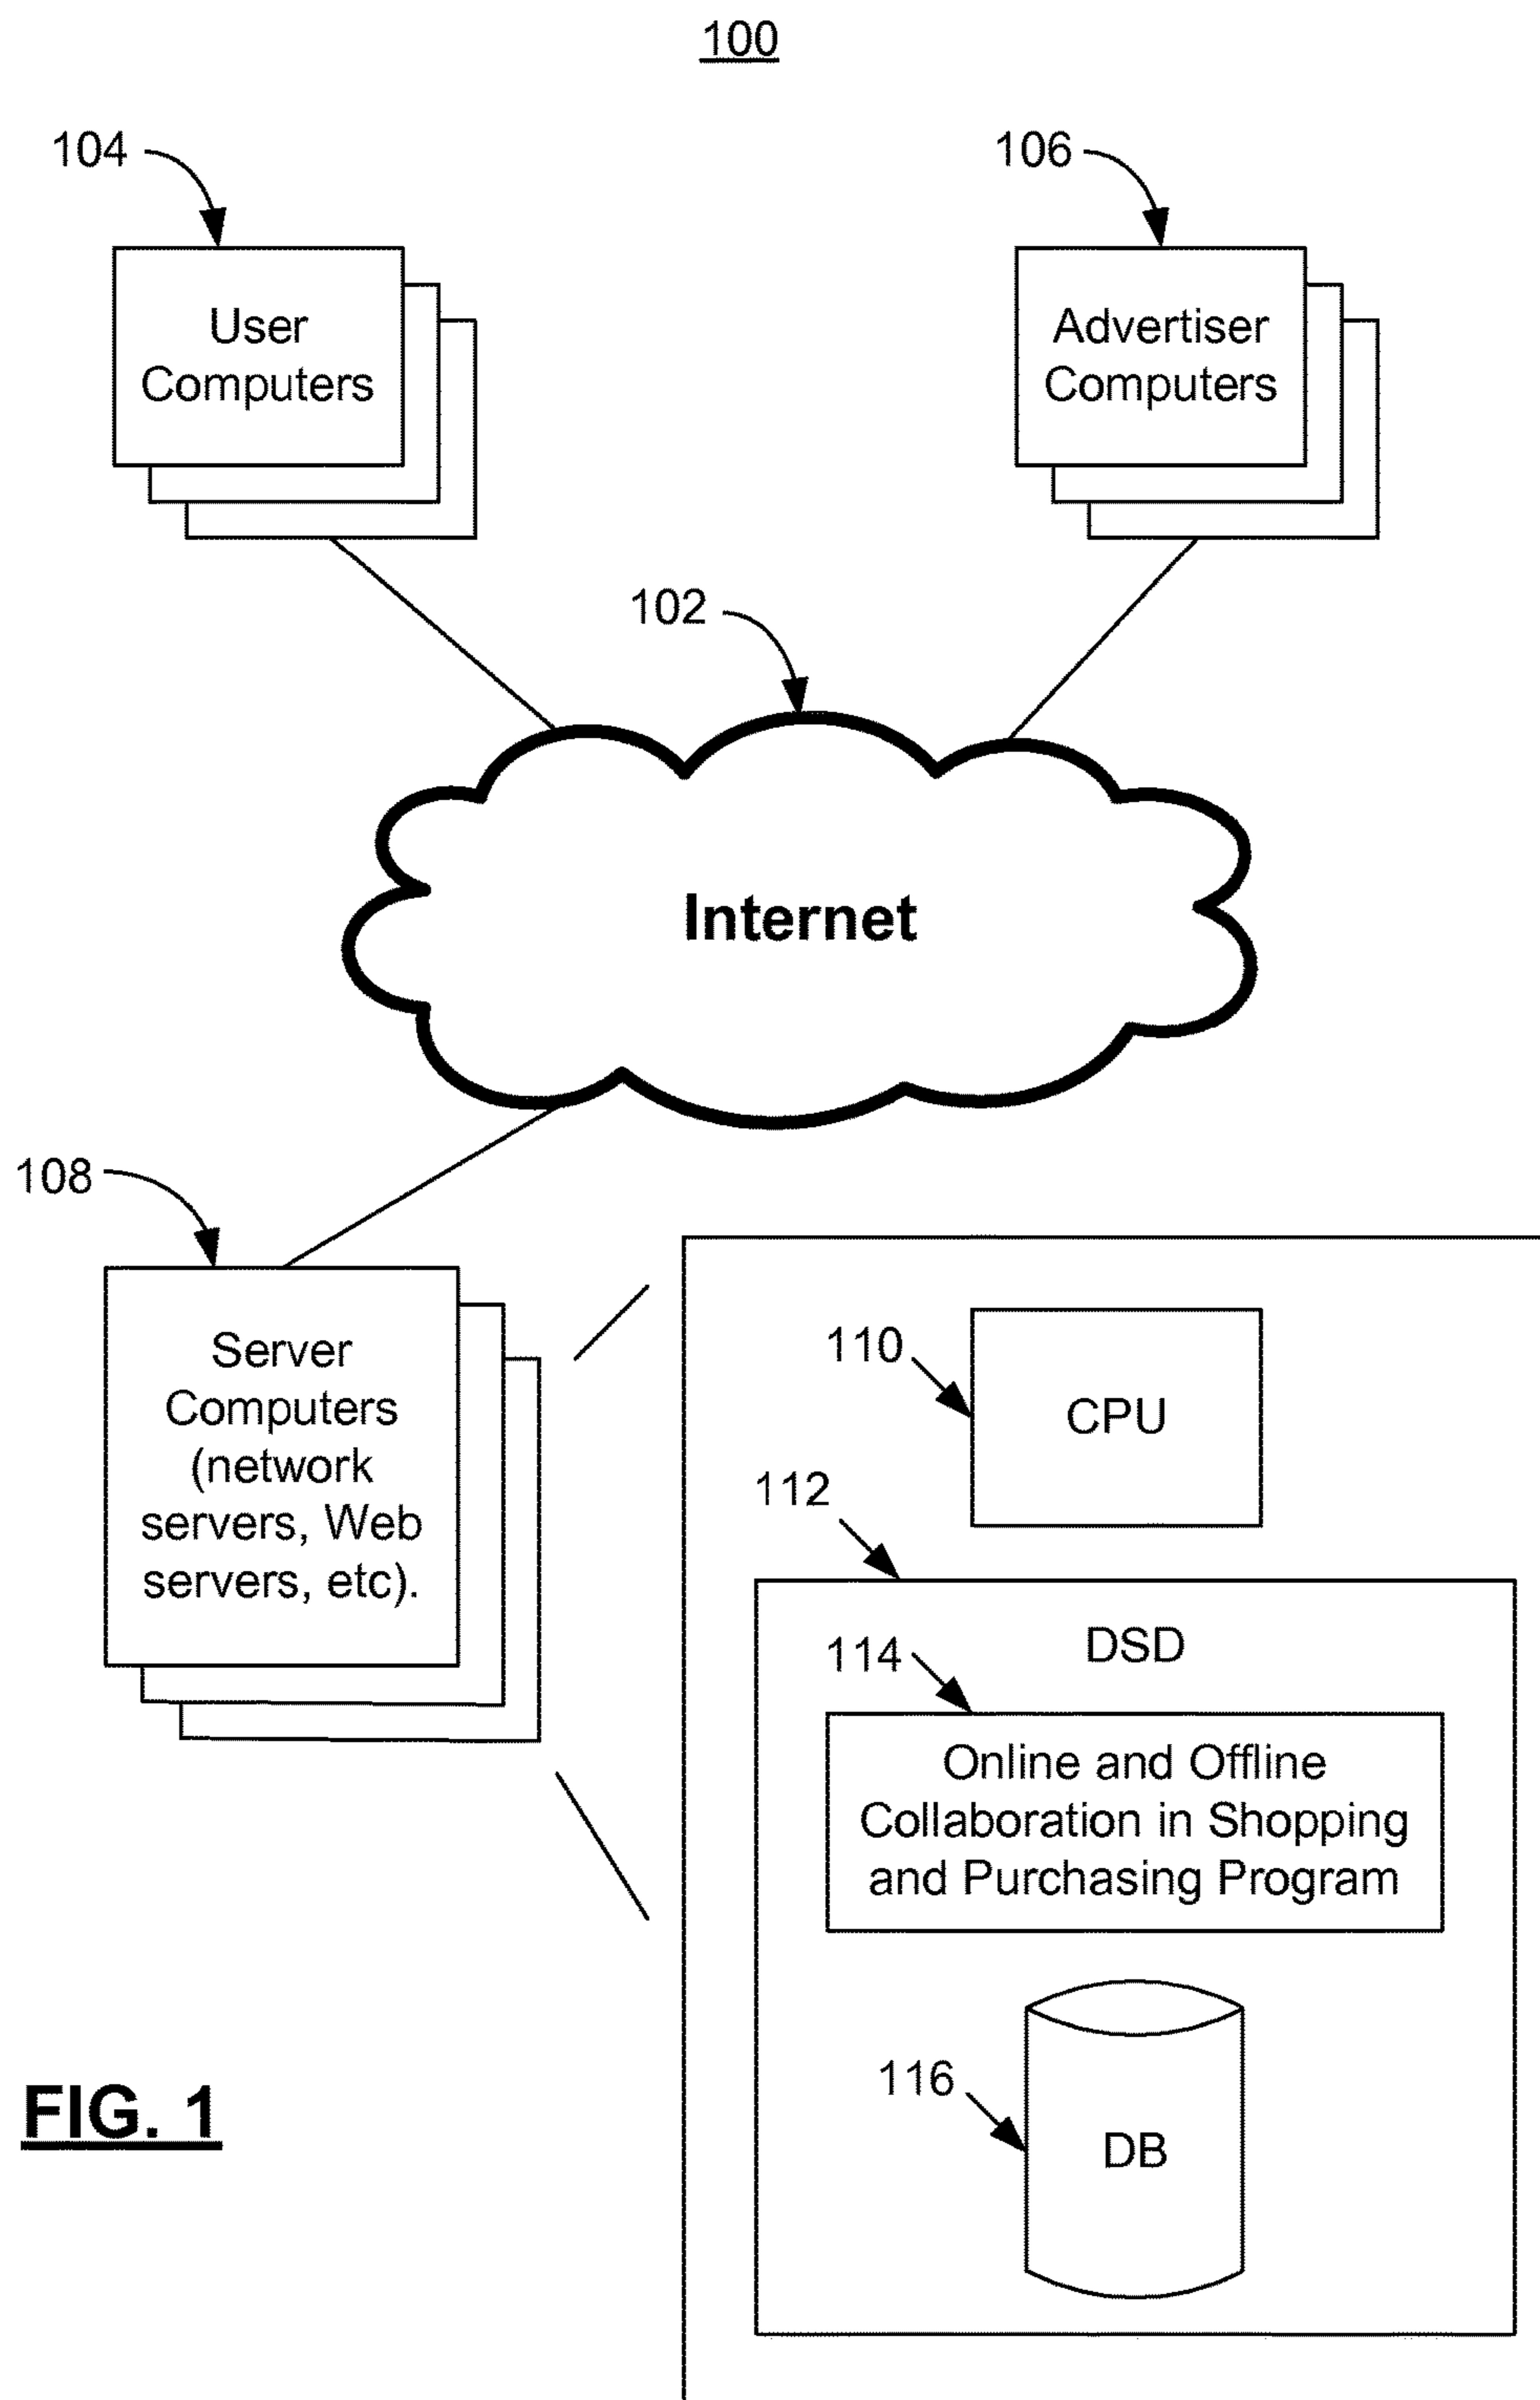 100
104
106
User
Computers
Advertiser
Computers
102
Internet
108
Server
Computers
(network
servers, Web
servers, etc).
110
CPU
112
DSD
114
Online and Offline
Collaboration in Shopping
and Purchasing Program
116
DB
FIG. 1